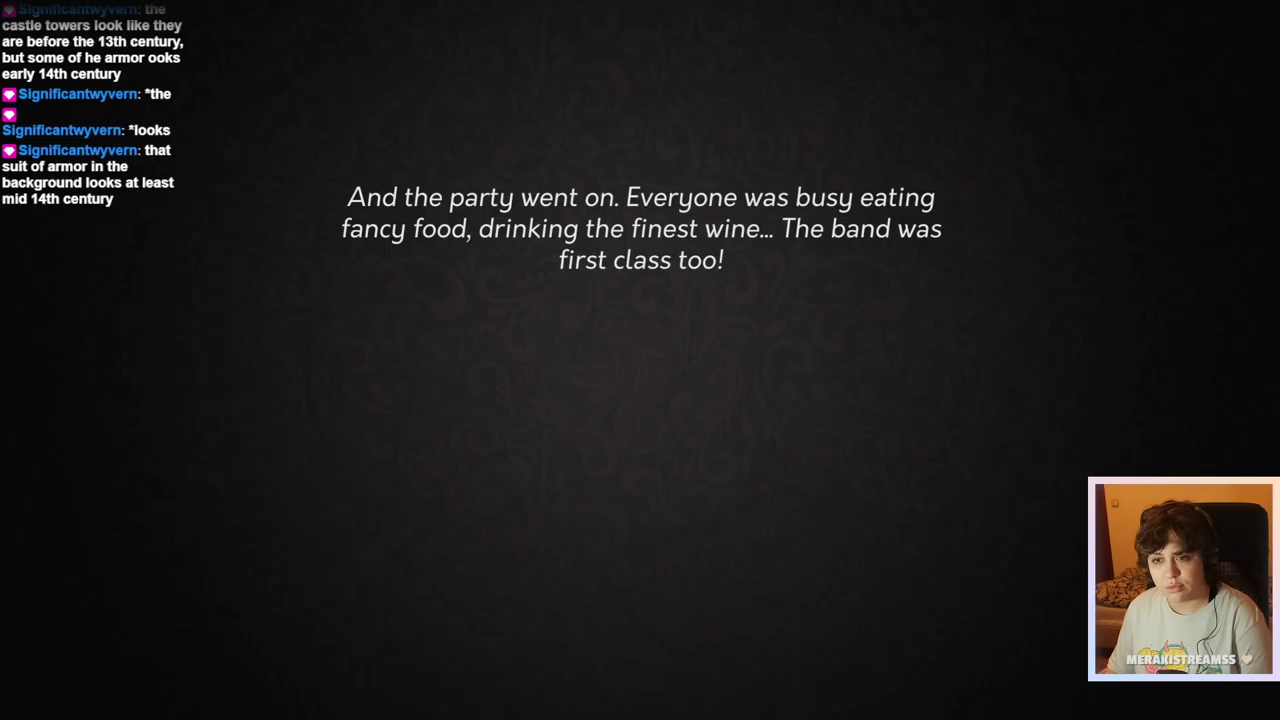 Significantwyvern: the
castle towers look like they
are before the 13th century,
but some of he armor ooks
early 14th century
Significantwyvern: *the
Significantwyvern: *looks
Significantwyvern: that
suit of armor in the
background looks at least
mid 14th century
And the party went on. Everyone was busy eating
fancy food, drinking the finest wine... The band was
first class too!
MERAKISTREAMSS